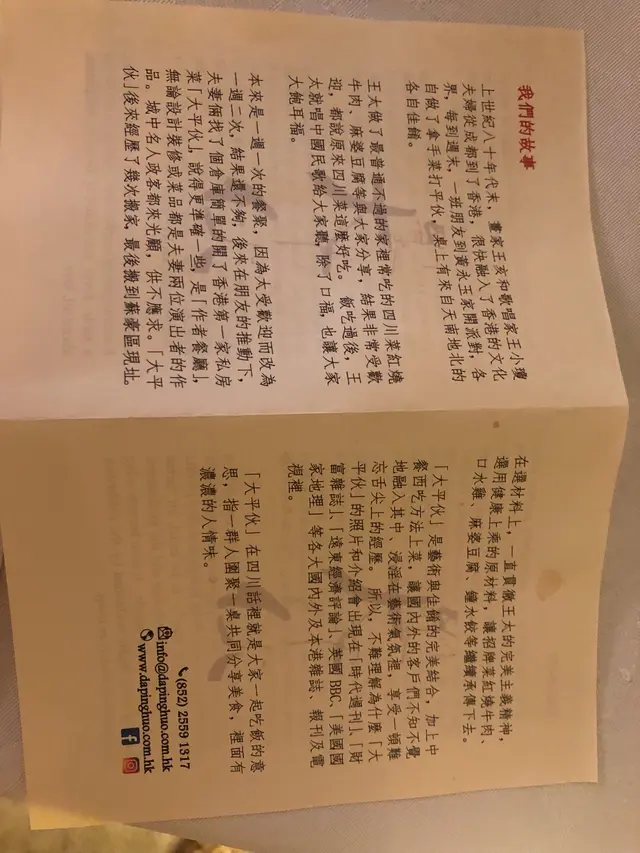 我們的故事
上世紀八十年代末，畫家王亥和歌唱家王小瓊
夫婦從成都到了香港，很快融入了香港的文化
界，每到週末，一班朋友到黃永玉家開派對，各
自做了拿手菜打平伙，桌上有來自天南地北的
各自佳餚。
王太做了最普通不過的家裡常吃的四川菜紅燒
牛肉、麻婆豆腐等與大家分享，結果非常受歡
迎，都說原來四川菜這麼好吃。飯吃過後，王
太就唱中國民歌給大家聽，除了口福，也讓大家
大飽耳福。
本來是一週一次的餐聚，因為太受歡迎而改為
一週二次，結果還不夠，後來在朋友的推動下，
夫妻倆找了個倉庫簡單的開了香港第一家私房
菜「大平伙」，說得更準確一些，是「作者餐廳」，
無論設計裝修或菜品都是夫妻兩位演出者的作
品。城中名人政客都來光顧，供不應求。「大平
伙」後來經歷了幾次搬家，最後搬到蘇豪區現址。
在選材料上，一直貫徹王太的完美主義精神，
選用健康上乘的原材料，讓招牌菜紅燒牛肉、
口水雞、麻婆豆腐、鐘水餃等繼續承傳下去。
「大平伙」是藝術與佳餚的完美結合，加上中
餐西吃方法上菜，讓國內外的客戶們不知不覺
地融入其中、浸淫在藝術氣氛裡，享受一頓難
忘舌尖上的經歷。所以，不難理解為什麼「大
平伙」的照片和介紹會出現在「時代週刊」、「財
富雜誌」、「遠東經濟評論」、英國 BBC、「美國國
家地理」等各大國內外及本港雜誌、報刊及電
視裡。
「大平伙」在四川話裡就是大家一起吃飯的意
思，指一群人圍聚一桌共同分享美食，裡面有
濃濃的人情味。
(852) 2559 1317
info@dapinghuo.com.hk
www.dapinghuo.com.hk